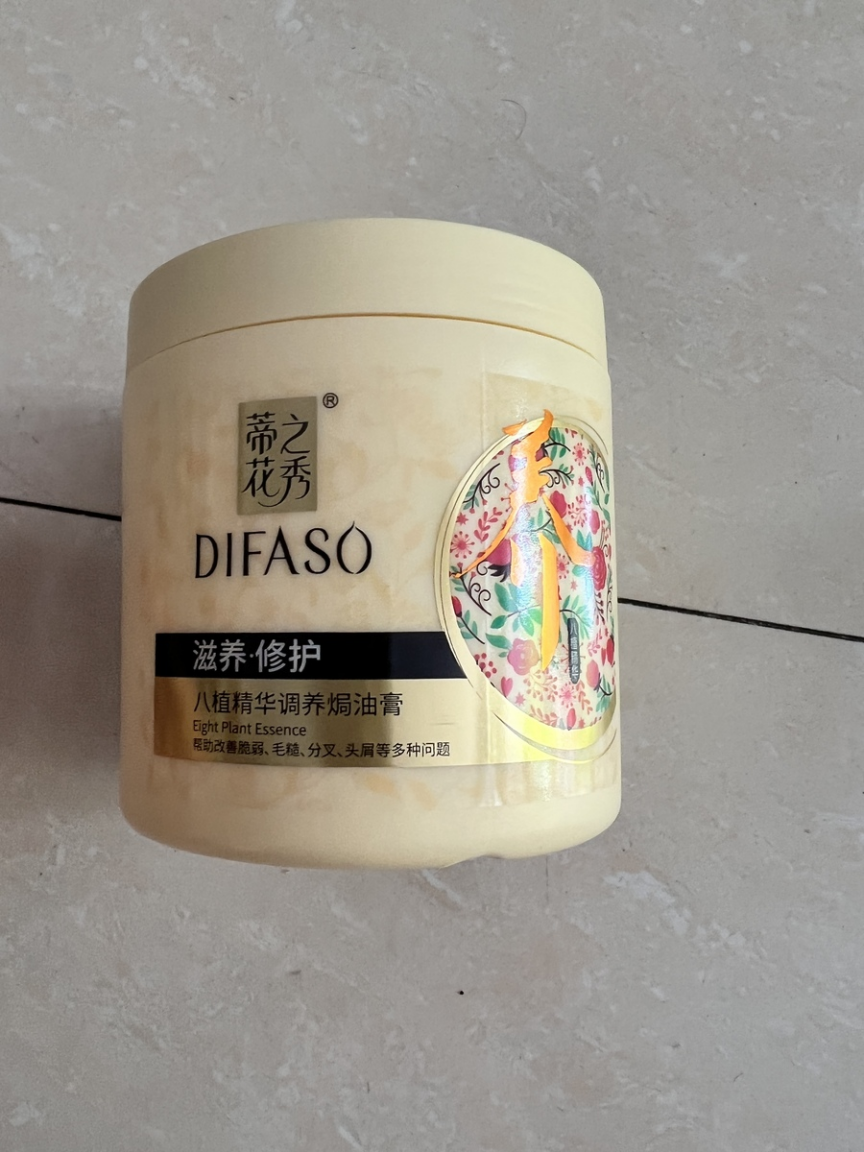 蒂之
花秀
®
DIFASO
滋养·修护
八植精华调养焗油膏
Eight Plant Essence
帮助改善脆弱、毛糙、分叉、头屑等多种问题
养